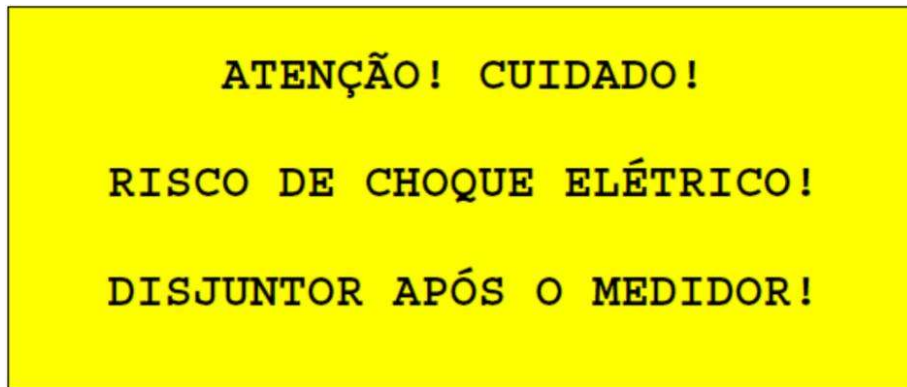 ATENÇÃO! CUIDADO!
RISCO DE CHOQUE ELÉTRICO!
DISJUNTOR APÓS O MEDIDOR!